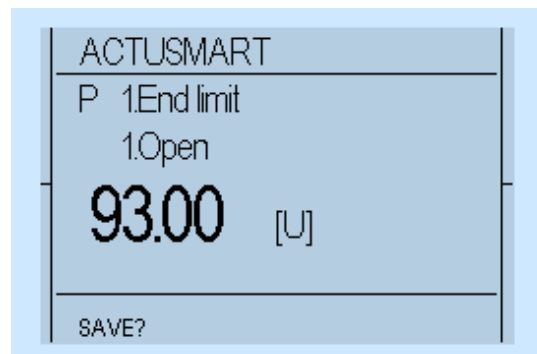 ACTUSMART
P 1.End limit
1.Open
93.00 [U]
SAVE?